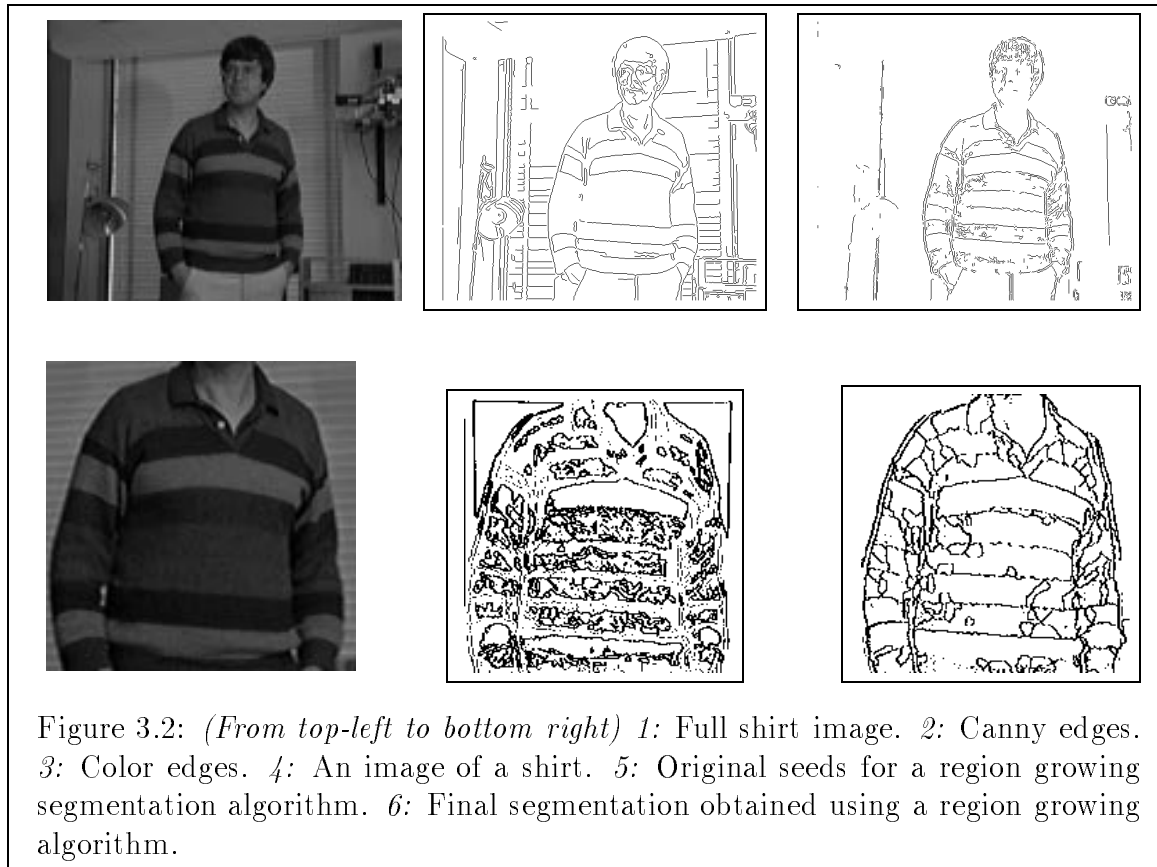 Figure 3.2: (From top-left to bottom right) 1: Full shirt image. 2: Canny edges.
3: Color edges. 4: An image of a shirt. 5: Original seeds for a region growing
segmentation algorithm. 6: Final segmentation obtained using a region growing
algorithm.